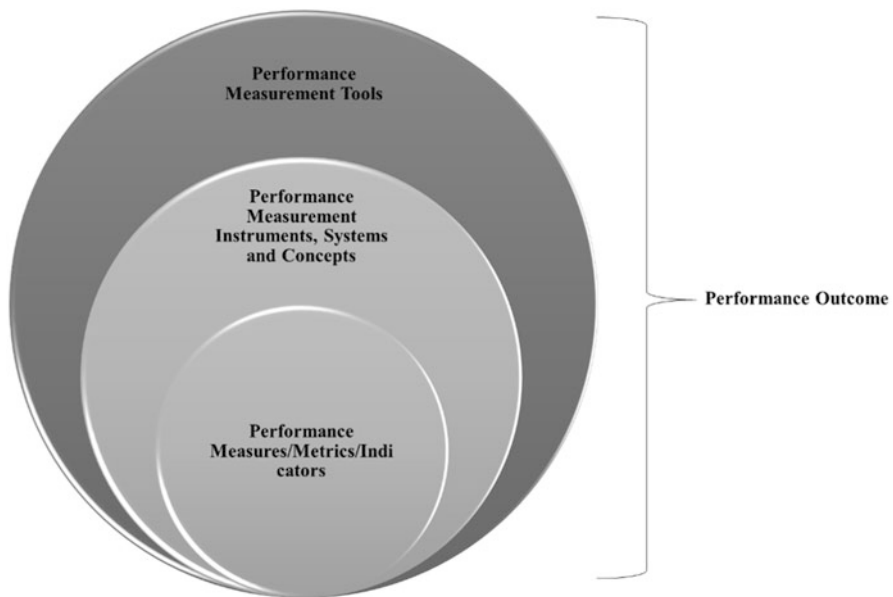 Performance
Measurement Tools
Performance
Measurement
Instruments, Systems
and Concepts
Performance
Measures/Metrics/Indi
cators
Performance Outcome